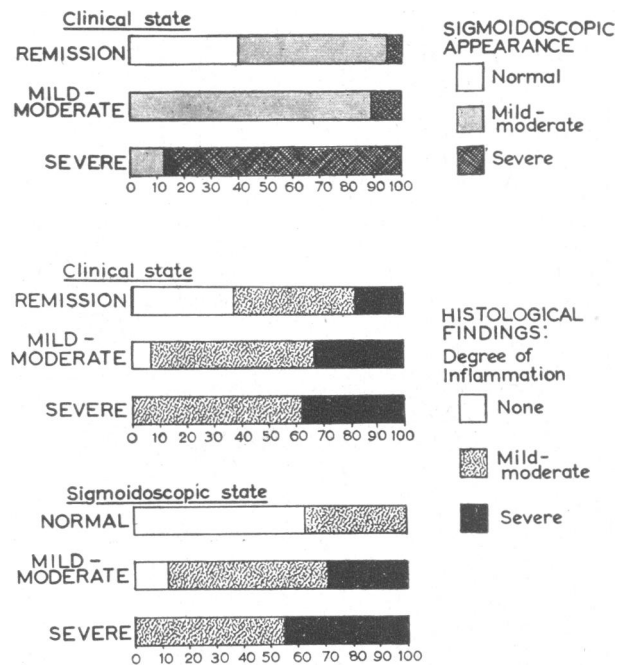 Clinical state
REMISSION
MILD-
MODERATE
SEVERE
0 10 20 30 40 50 60 70 80 90 100
SIGMOIDOSCOPIC
APPEARANCE
Normal
Mild-
moderate
Severe
Clinical state
REMISSION
MILD-
MODERATE
SEVERE
0 10 20 30 40 50 60 70 80 90 100
HISTOLOGICAL
FINDINGS:
Degree of
Inflammation
None
Mild-
moderate
Severe
Sigmoidoscopic state
NORMAL
MILD-
MODERATE
SEVERE
0 10 20 30 40 50 60 70 80 90 100